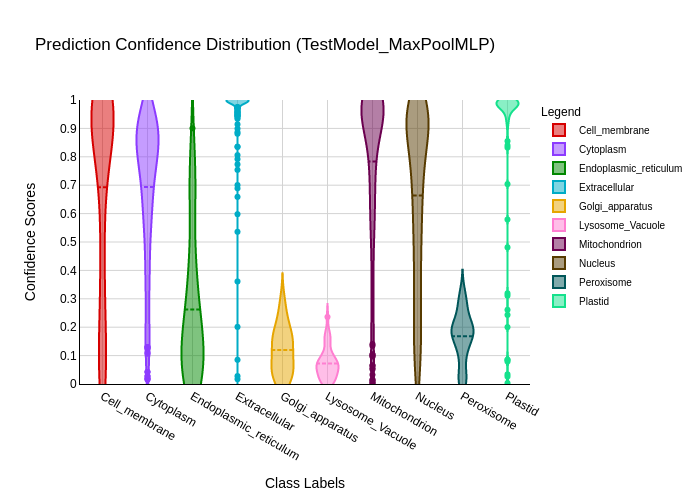 Prediction Confidence Distribution (TestModel_MaxPoolMLP)
Confidence Scores
1
0.9
0.8
0.7
0.6
0.5
0.4
0.3
0.2
0.1
0
Cell_membrane
Cytoplasm
Endoplasmic_reticulum
Extracellular
Golgi_apparatus
Lysosome_Vacuole
Mitochondrion
Nucleus
Peroxisome
Plastid
Class Labels
Legend
Cell_membrane
Cytoplasm
Endoplasmic_reticulum
Extracellular
Golgi_apparatus
Lysosome_Vacuole
Mitochondrion
Nucleus
Peroxisome
Plastid